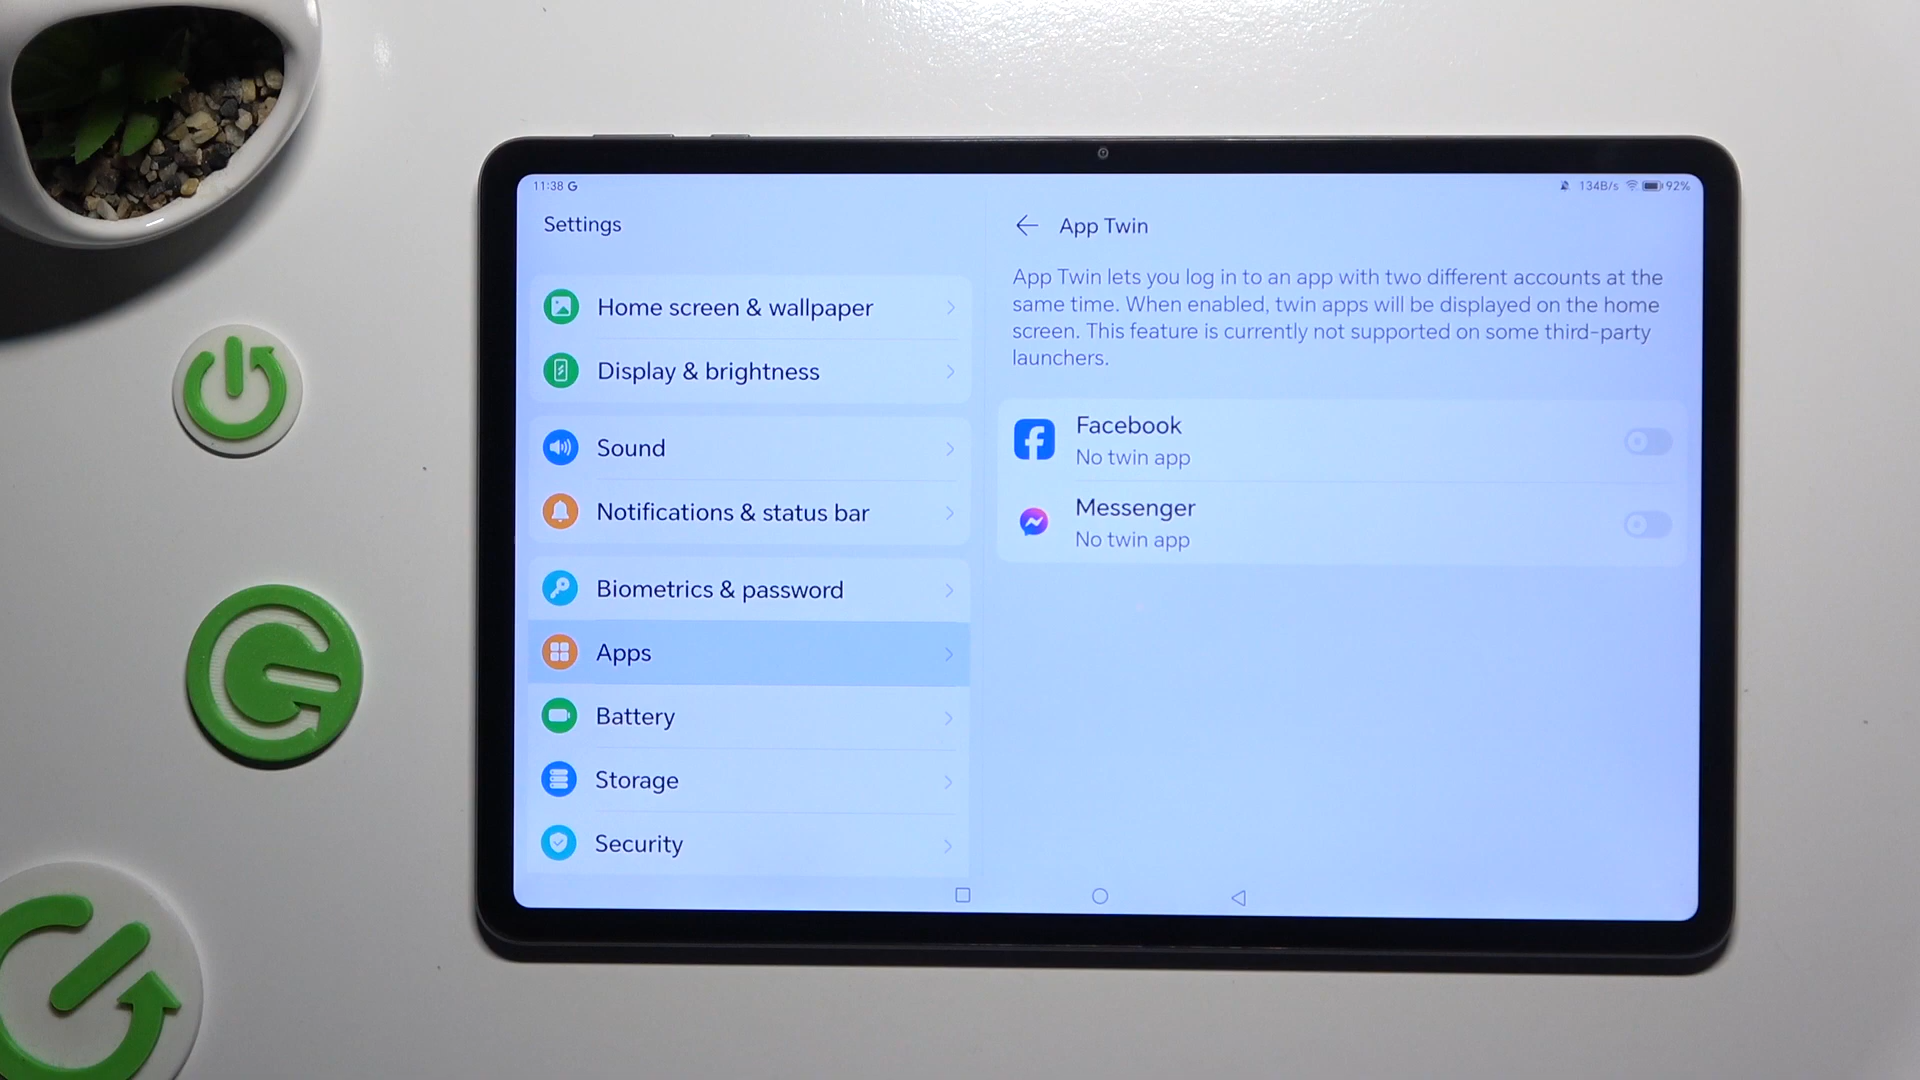 11:38 G
134B/s 92%
Settings
Home screen & wallpaper
Display & brightness
Sound
Notifications & status bar
Biometrics & password
Apps
Battery
Storage
Security
App Twin
App Twin lets you log in to an app with two different accounts at the
same time. When enabled, twin apps will be displayed on the home
screen. This feature is currently not supported on some third-party
launchers.
Facebook
No twin app
Messenger
No twin app